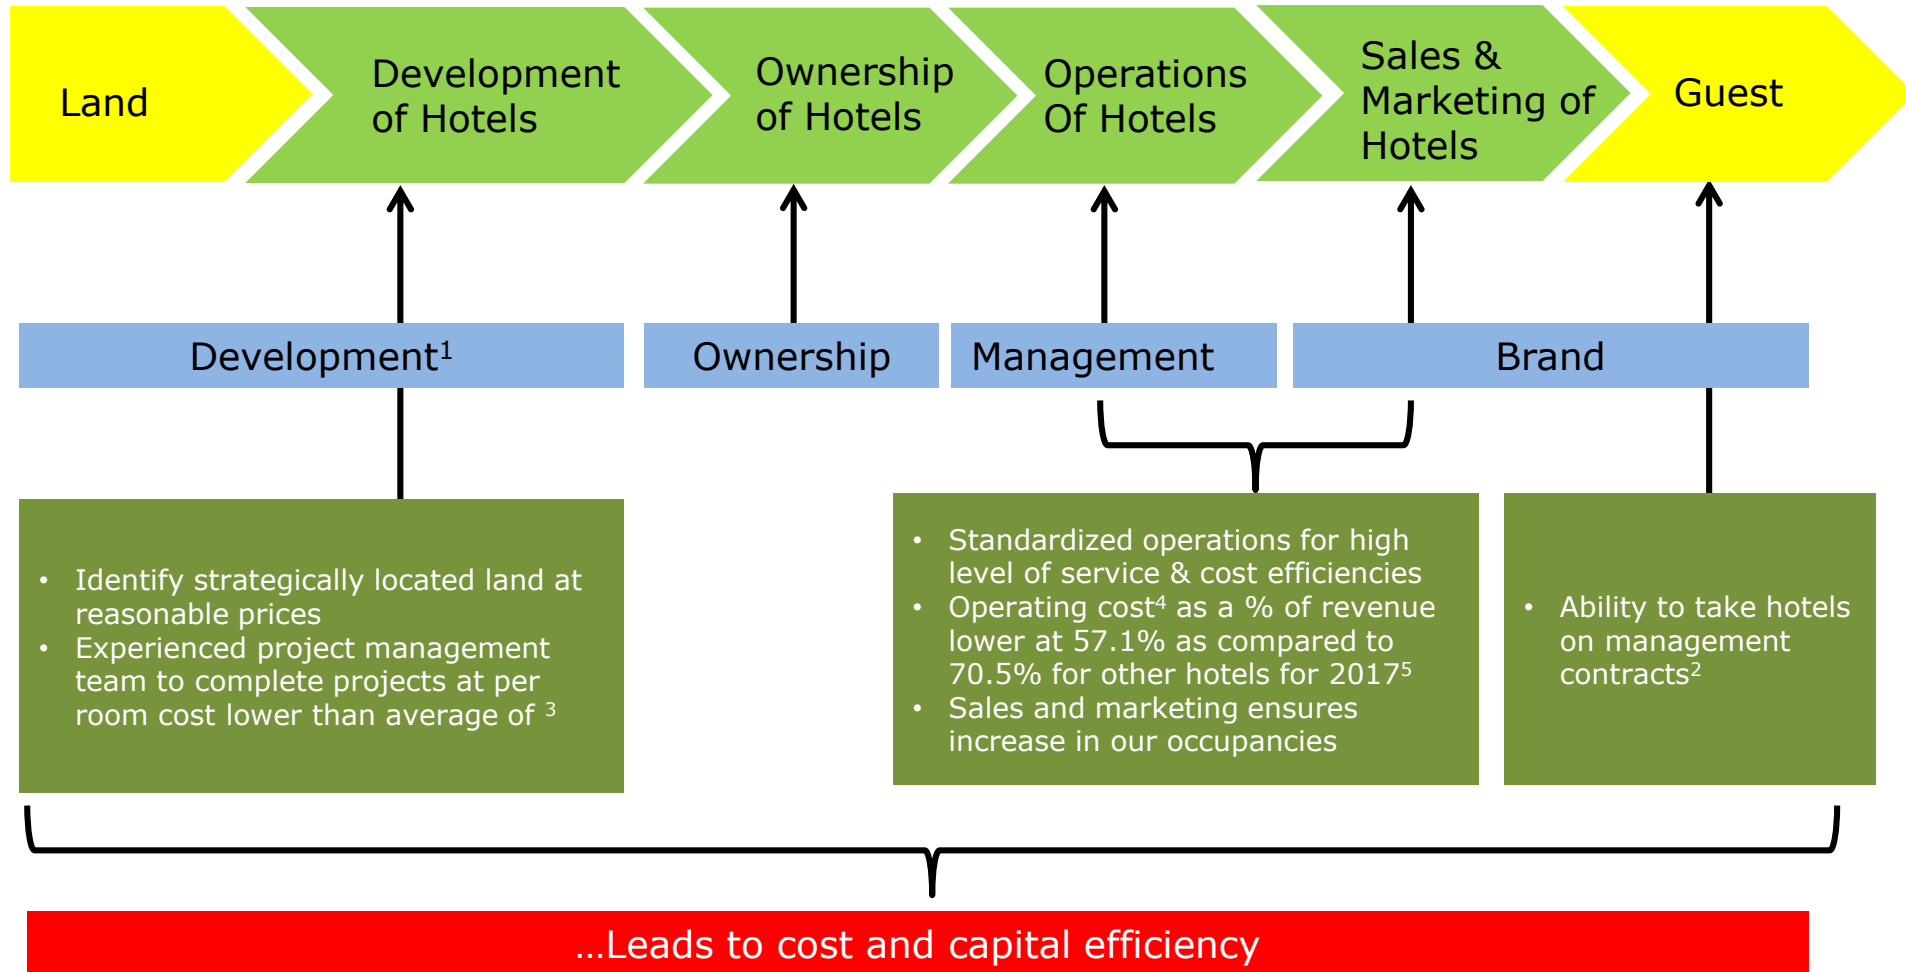 Land
Development
of Hotels
Ownership
of Hotels
Operations
Of Hotels
Sales &
Marketing of
Hotels
Guest
Development¹
Ownership
Management
Brand
• Identify strategically located land at
reasonable prices
• Experienced project management
team to complete projects at per
room cost lower than average of ³
• Standardized operations for high
level of service & cost efficiencies
• Operating cost⁴ as a % of revenue
lower at 57.1% as compared to
70.5% for other hotels for 2017⁵
• Sales and marketing ensures
increase in our occupancies
• Ability to take hotels
on management
contracts²
...Leads to cost and capital efficiency